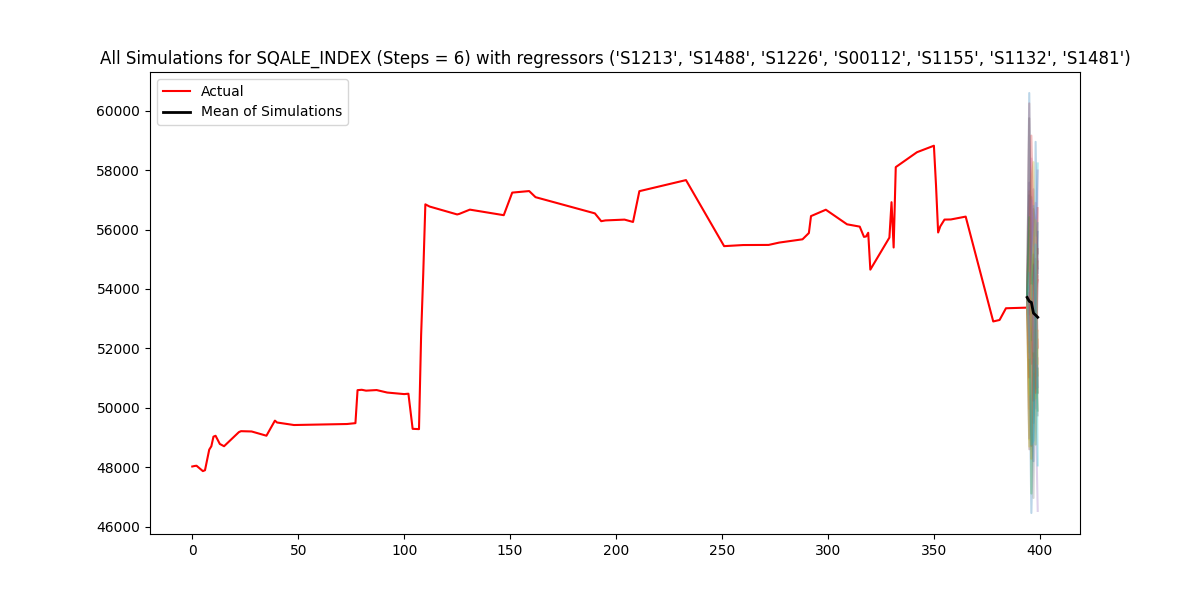 All Simulations for SQALE_INDEX (Steps = 6) with regressors ('S1213', 'S1488', 'S1226', 'S00112', 'S1155', 'S1132', 'S1481')
Actual
Mean of Simulations
60000
58000
56000
54000
52000
50000
48000
46000
0 50 100 150 200 250 300 350 400